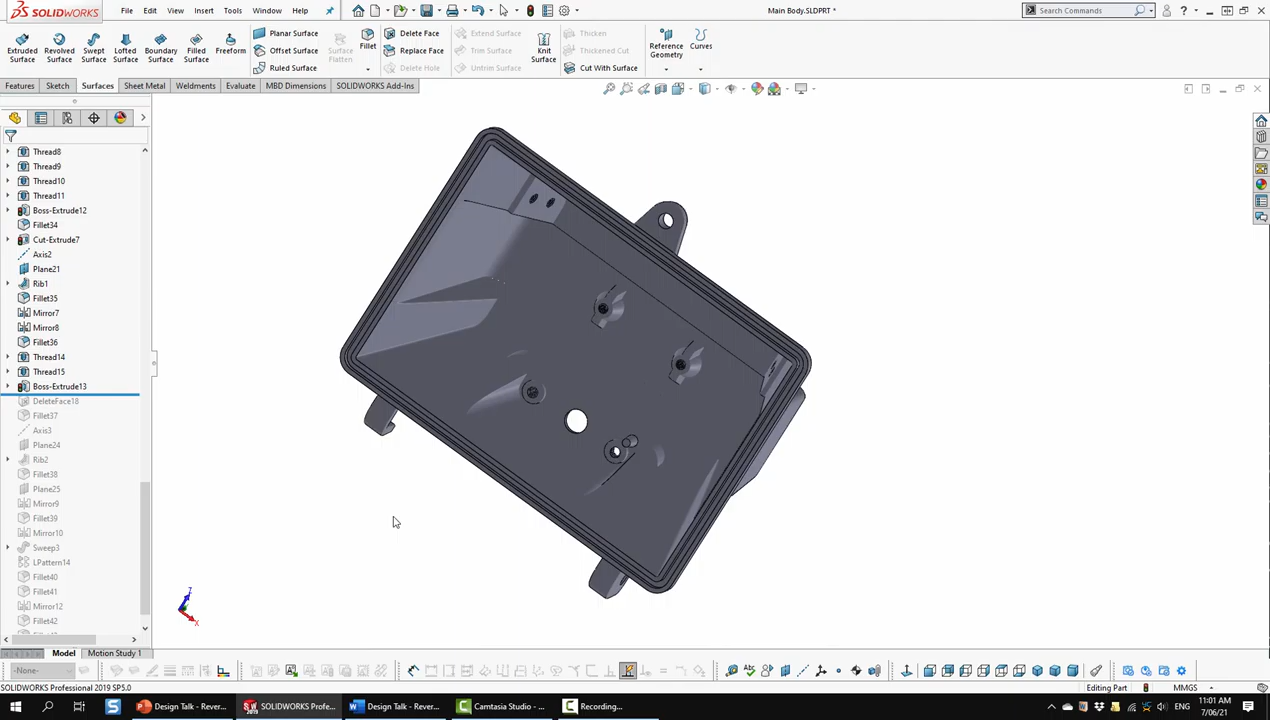 SOLIDWORKS File Edit View Insert Tools Window Help Main Body.SLDPRT * Search Commands
Extruded Surface
Revolved Surface
Swept Surface
Lofted Surface
Boundary Surface
Filled Surface
Freeform
Planar Surface
Offset Surface
Ruled Surface
Surface Flatten
Fillet
Delete Face
Replace Face
Delete Hole
Extend Surface
Trim Surface
Untrim Surface
Knit Surface
Thicken
Thickened Cut
Cut With Surface
Reference Geometry
Curves
Features Sketch Surfaces Sheet Metal Weldments Evaluate MBD Dimensions SOLIDWORKS Add-Ins
Thread8
Thread9
Thread10
Thread11
Boss-Extrude12
Fillet34
Cut-Extrude7
Axis2
Plane21
Rib1
Fillet35
Mirror7
Mirror8
Fillet36
Thread14
Thread15
Boss-Extrude13
DeleteFace18
Fillet37
Axis3
Plane24
Rib2
Fillet38
Plane25
Mirror9
Fillet39
Mirror10
Sweep3
LPattern14
Fillet40
Fillet41
Mirror12
Fillet42
Z
X
Model Motion Study 1
-None-
SOLIDWORKS Professional 2019 SP5.0 Editing Part MMGS
Design Talk - Rever... SOLIDWORKS Profe... Design Talk - Rever... Camtasia Studio - ... Recording... ENG 11:01 AM
7/06/21